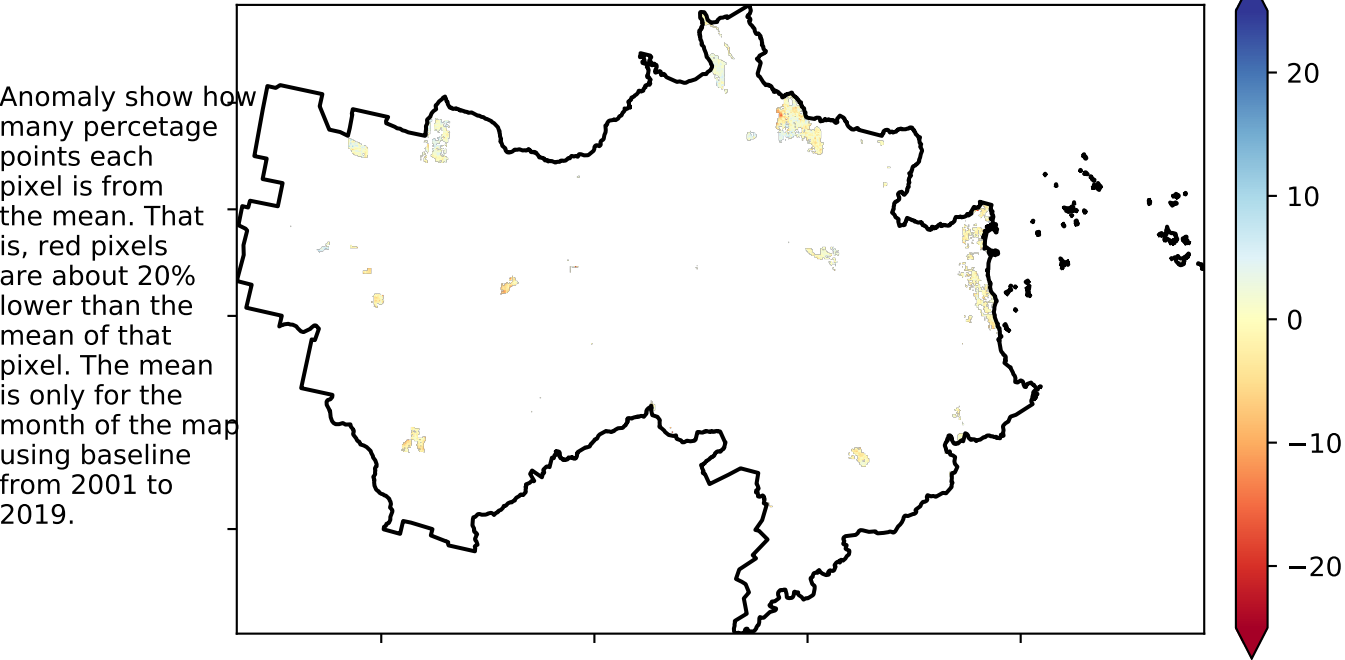 Anomaly show how
many percetage
points each
pixel is from
the mean. That
is, red pixels
are about 20%
lower than the
mean of that
pixel. The mean
is only for the
month of the map
using baseline
from 2001 to
2019.
20
10
0
−10
−20